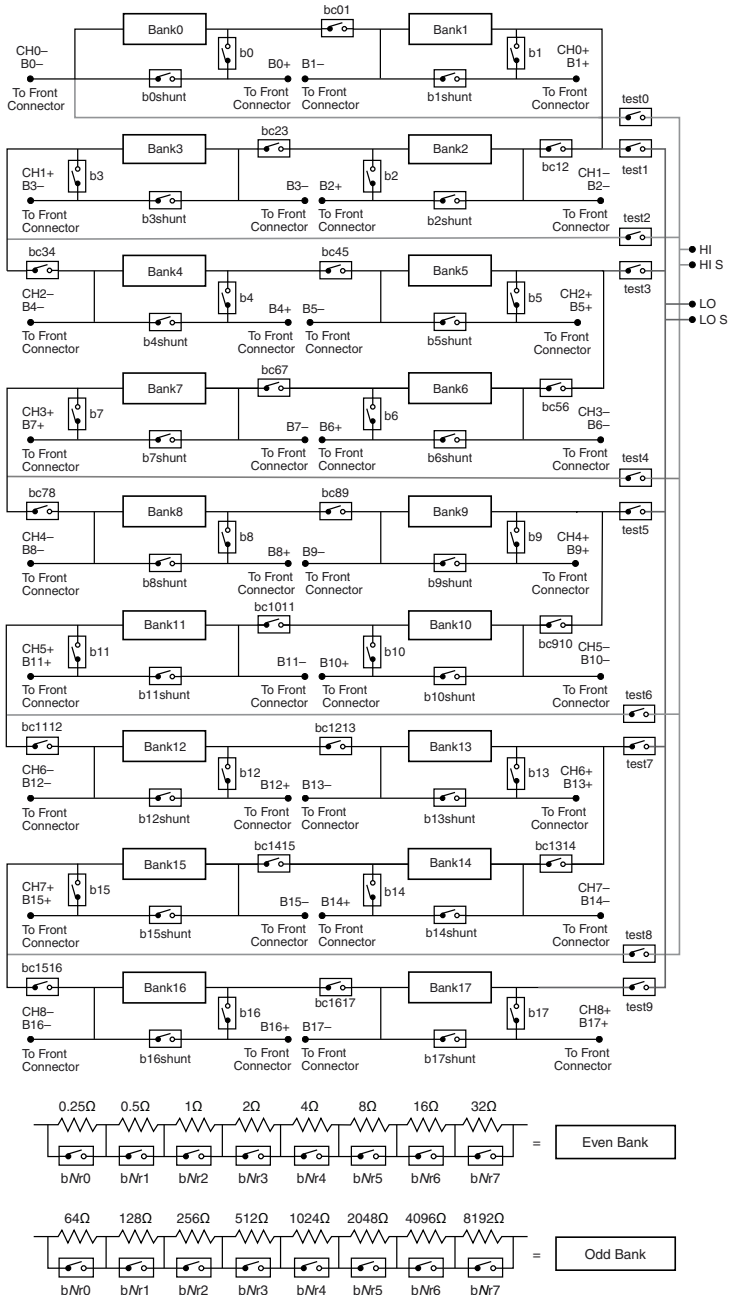 bc01
Bank0
Bank1
CH0–
B0–
b0
B0+
B1–
b1
CH0+
B1+
To Front
Connector
b0shunt
To Front
Connector
To Front
Connector
b1shunt
To Front
Connector
test0
bc23
Bank3
Bank2
bc12
test1
CH1+
B3–
b3
B3–
B2+
b2
CH1–
B2–
To Front
Connector
b3shunt
To Front
Connector
To Front
Connector
b2shunt
To Front
Connector
test2
HI
HI S
bc34
Bank4
bc45
Bank5
test3
CH2–
B4–
b4
B4+
B5–
b5
CH2+
B5+
LO
LO S
To Front
Connector
b4shunt
To Front
Connector
To Front
Connector
b5shunt
To Front
Connector
bc67
Bank7
Bank6
bc56
CH3+
B7+
b7
B7–
B6+
b6
CH3–
B6–
To Front
Connector
b7shunt
To Front
Connector
To Front
Connector
b6shunt
To Front
Connector
test4
bc78
Bank8
bc89
Bank9
test5
CH4–
B8–
b8
B8+
B9–
b9
CH4+
B9+
To Front
Connector
b8shunt
To Front
Connector
To Front
Connector
b9shunt
To Front
Connector
bc1011
Bank11
Bank10
bc910
CH5+
B11+
b11
B11–
B10+
b10
CH5–
B10–
To Front
Connector
b11shunt
To Front
Connector
To Front
Connector
b10shunt
To Front
Connector
test6
bc1112
Bank12
bc1213
Bank13
test7
CH6–
B12–
b12
B12+
B13–
b13
CH6+
B13+
To Front
Connector
b12shunt
To Front
Connector
To Front
Connector
b13shunt
To Front
Connector
bc1415
Bank15
Bank14
bc1314
CH7+
B15+
b15
B15–
B14+
b14
CH7–
B14–
To Front
Connector
b15shunt
To Front
Connector
To Front
Connector
b14shunt
To Front
Connector
test8
bc1516
Bank16
bc1617
Bank17
test9
CH8–
B16–
b16
B16+
B17–
b17
CH8+
B17+
To Front
Connector
b16shunt
To Front
Connector
To Front
Connector
b17shunt
To Front
Connector
0.25Ω 0.5Ω 1Ω 2Ω 4Ω 8Ω 16Ω 32Ω
= Even Bank
bNr0 bNr1 bNr2 bNr3 bNr4 bNr5 bNr6 bNr7
64Ω 128Ω 256Ω 512Ω 1024Ω 2048Ω 4096Ω 8192Ω
= Odd Bank
bNr0 bNr1 bNr2 bNr3 bNr4 bNr5 bNr6 bNr7